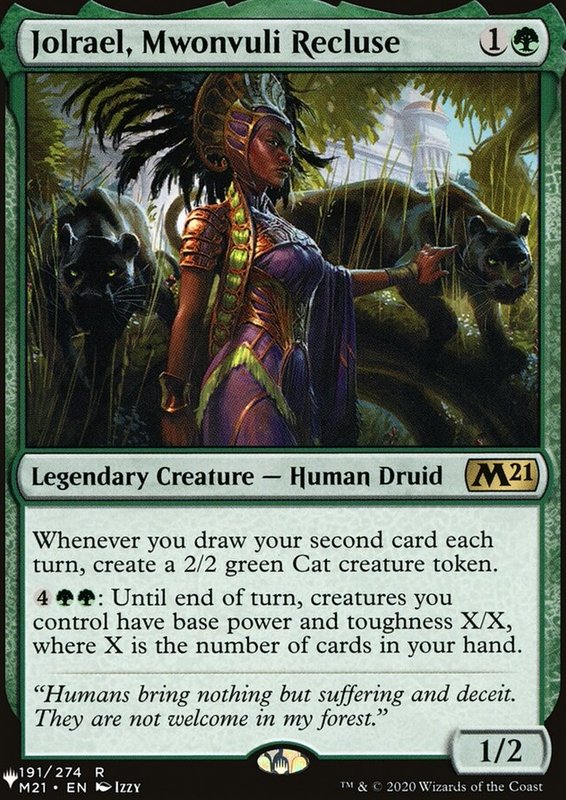 Jolrael, Mwonvuli Recluse 1
Legendary Creature — Human Druid M21
Whenever you draw your second card each
turn, create a 2/2 green Cat creature token.
4: Until end of turn, creatures you
control have base power and toughness X/X,
where X is the number of cards in your hand.
“Humans bring nothing but suffering and deceit.
They are not welcome in my forest.”
1/2
191/274 R
M21 • EN Izzy
™ & © 2020 Wizards of the Coast